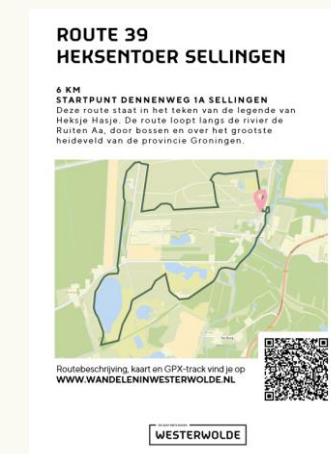 ROUTE 39
HEKSENTOER SELLINGEN
6 KM
STARTPUNT DENNENWEG 1A SELLINGEN
Deze route staat in het teken van de legende van
Heksje Hasje. De route loopt langs de rivier de
Ruiten Aa, door bossen en over het grootste
heideveld van de provincie Groningen.
Routebeschrijving, kaart en GPX-track vind je op
WWW.WANDELENINWESTERWOLDE.NL
WESTERWOLDE